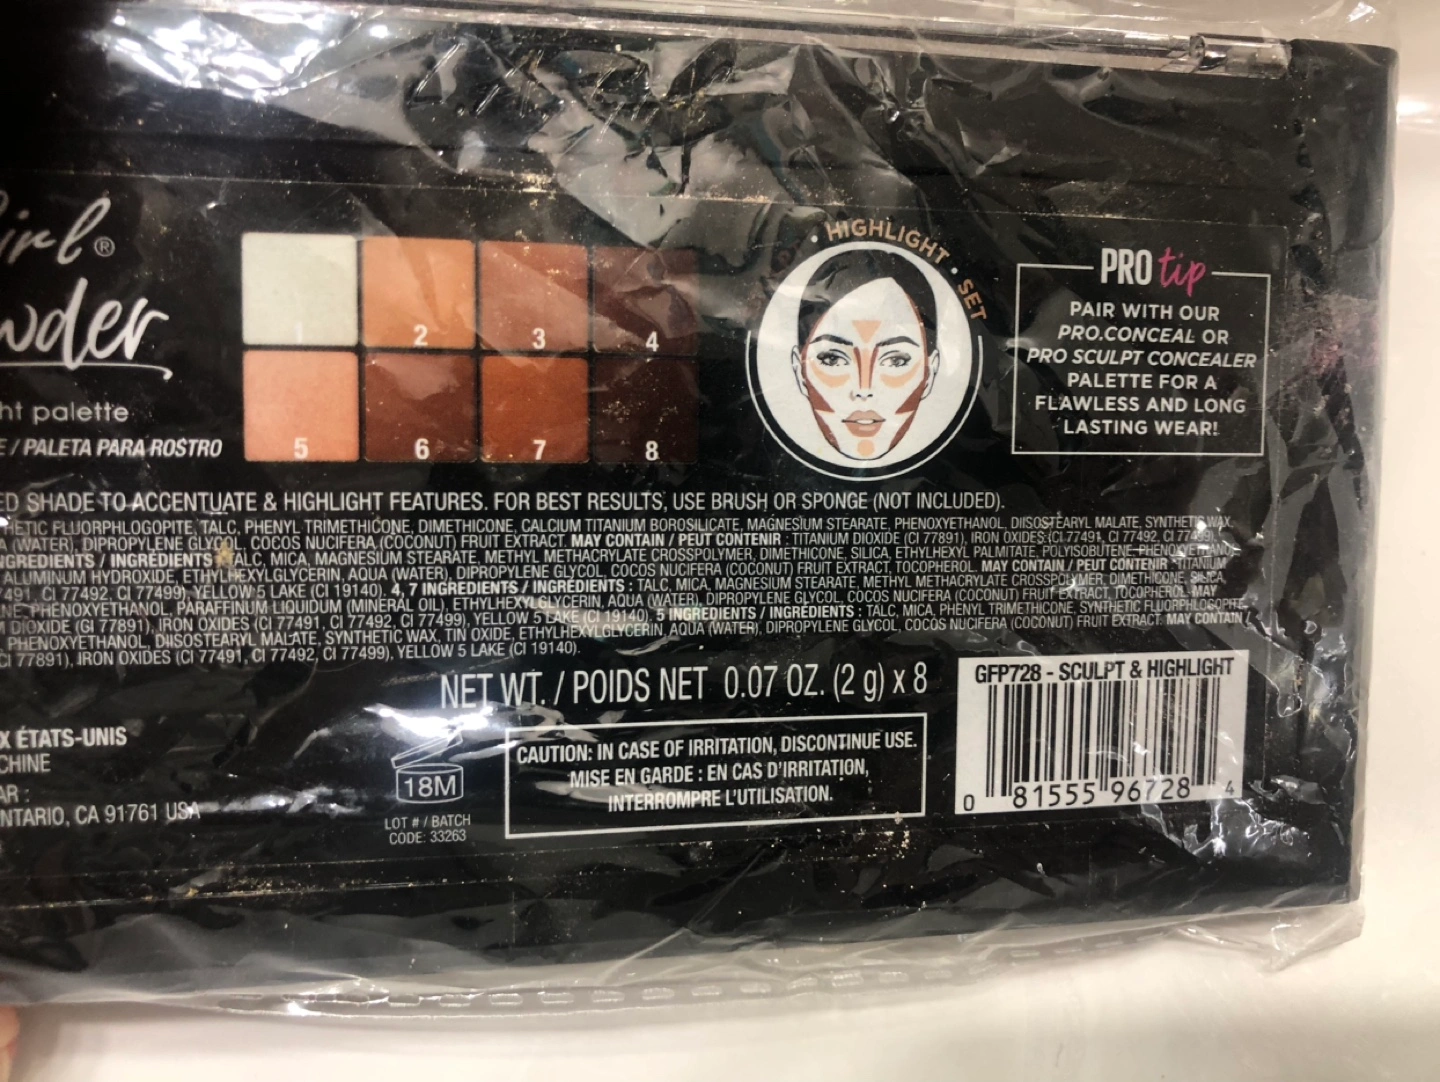 irl®
wder
ht palette
E / PALETA PARA ROSTRO
1
2
3
4
5
6
7
8
• HIGHLIGHT • SET
PRO tip
PAIR WITH OUR
PRO.CONCEAL OR
PRO SCULPT CONCEALER
PALETTE FOR A
FLAWLESS AND LONG
LASTING WEAR!
ED SHADE TO ACCENTUATE & HIGHLIGHT FEATURES. FOR BEST RESULTS, USE BRUSH OR SPONGE (NOT INCLUDED).
HETIC FLUORPHLOGOPITE, TALC, PHENYL TRIMETHICONE, DIMETHICONE, CALCIUM TITANIUM BOROSILICATE, MAGNESIUM STEARATE, PHENOXYETHANOL, DIISOSTEARYL MALATE, SYNTHETIC WAX,
A (WATER), DIPROPYLENE GLYCOL, COCOS NUCIFERA (COCONUT) FRUIT EXTRACT. MAY CONTAIN / PEUT CONTENIR : TITANIUM DIOXIDE (CI 77891), IRON OXIDES (CI 77491, CI 77492, CI 77499).
NGREDIENTS / INGRÉDIENTS : TALC, MICA, MAGNESIUM STEARATE, METHYL METHACRYLATE CROSSPOLYMER, DIMETHICONE, SILICA, ETHYLHEXYL PALMITATE, POLYISOBUTENE, PHENOXYETHANOL,
ALUMINUM HYDROXIDE, ETHYLHEXYLGLYCERIN, AQUA (WATER), DIPROPYLENE GLYCOL, COCOS NUCIFERA (COCONUT) FRUIT EXTRACT, TOCOPHEROL. MAY CONTAIN / PEUT CONTENIR : TITANIUM
491, CI 77492, CI 77499), YELLOW 5 LAKE (CI 19140). 4, 7 INGREDIENTS / INGRÉDIENTS : TALC, MICA, MAGNESIUM STEARATE, METHYL METHACRYLATE CROSSPOLYMER, DIMETHICONE, SILICA,
NE, PHENOXYETHANOL, PARAFFINUM LIQUIDUM (MINERAL OIL), ETHYLHEXYLGLYCERIN, AQUA (WATER), DIPROPYLENE GLYCOL, COCOS NUCIFERA (COCONUT) FRUIT EXTRACT, TOCOPHEROL. MAY
M DIOXIDE (GI 77891), IRON OXIDES (CI 77491, CI 77492, CI 77499), YELLOW 5 LAKE (CI 19140). 5 INGREDIENTS / INGRÉDIENTS : TALC, MICA, PHENYL TRIMETHICONE, SYNTHETIC
PHENOXYETHANOL, DIISOSTEARYL MALATE, SYNTHETIC WAX, TIN OXIDE, ETHYLHEXYLGLYCERIN, AQUA (WATER), DIPROPYLENE GLYCOL, COCOS NUCIFERA (COCONUT) FRUIT EXTRACT. MAY CONTAIN /
CI 77891), IRON OXIDES (CI 77491, CI 77492, CI 77499), YELLOW 5 LAKE (CI 19140).
NET WT. / POIDS NET 0.07 OZ. (2 g) x 8
X ÉTATS-UNIS
CHINE
AR :
NTARIO, CA 91761 USA
18M
LOT # / BATCH
CODE: 33263
CAUTION: IN CASE OF IRRITATION, DISCONTINUE USE.
MISE EN GARDE : EN CAS D'IRRITATION,
INTERROMPRE L'UTILISATION.
GFP728 - SCULPT & HIGHLIGHT
0 81555 96728 4